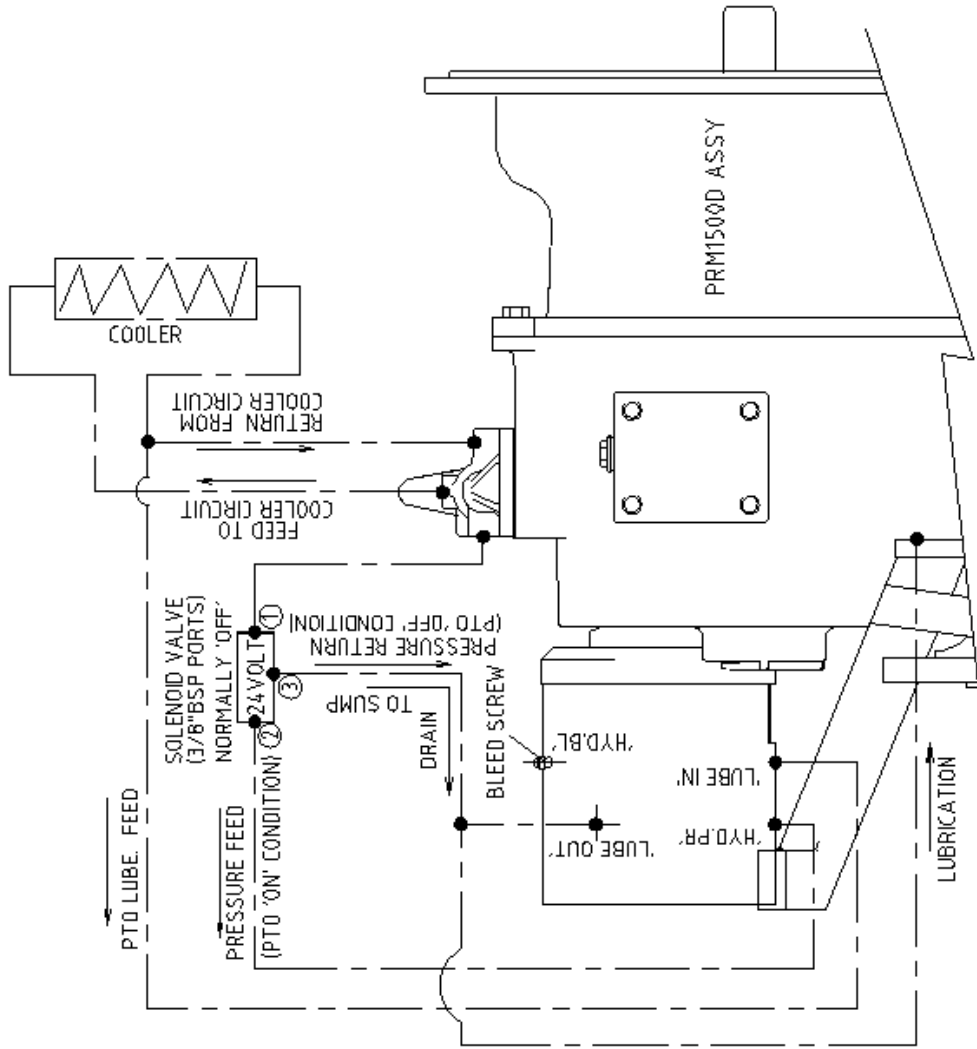 PRM1500D ASSY
COOLER
RETURN FROM
COOLER CIRCUIT
FEED TO
COOLER CIRCUIT
SOLENOID VALVE
(3/8"BSP PORTS)
NORMALLY 'OFF'
24VOLT
1
2
3
PRESSURE RETURN
(PTO 'OFF' CONDITION)
TO SUMP
DRAIN
BLEED SCREW
'HYD.BL'
'LUBE IN'
'LUBE OUT'
'HYD.PR'
LUBRICATION
PTO LUBE. FEED
PRESSURE FEED
(PTO 'ON' CONDITION)